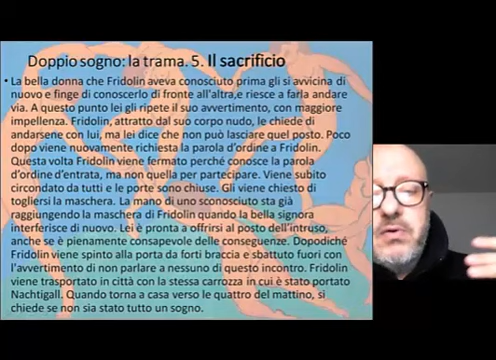 Doppio sogno: la trama. 5. Il sacrificio
• La bella donna che Fridolin aveva conosciuto prima gli si avvicina di
nuovo e finge di conoscerlo di fronte all'altra,e riesce a farla andare
via. A questo punto lei gli ripete il suo avvertimento, con maggiore
impellenza. Fridolin, attratto dal suo corpo nudo, le chiede di
andarsene con lui, ma lei dice che non può lasciare quel posto. Poco
dopo viene nuovamente richiesta la parola d'ordine a Fridolin.
Questa volta Fridolin viene fermato perché conosce la parola
d'ordine d'entrata, ma non quella per partecipare. Viene subito
circondato da tutti e le porte sono chiuse. Gli viene chiesto di
togliersi la maschera. La mano di uno sconosciuto sta già
raggiungendo la maschera di Fridolin quando la bella signora
interferisce di nuovo. Lei è pronta a offrirsi al posto dell'intruso,
anche se è pienamente consapevole delle conseguenze. Dopodiché
Fridolin viene spinto alla porta da forti braccia e sbattuto fuori con
l'avvertimento di non parlare a nessuno di questo incontro. Fridolin
viene trasportato in città con la stessa carrozza in cui è stato portato
Nachtigall. Quando torna a casa verso le quattro del mattino, si
chiede se non sia stato tutto un sogno.